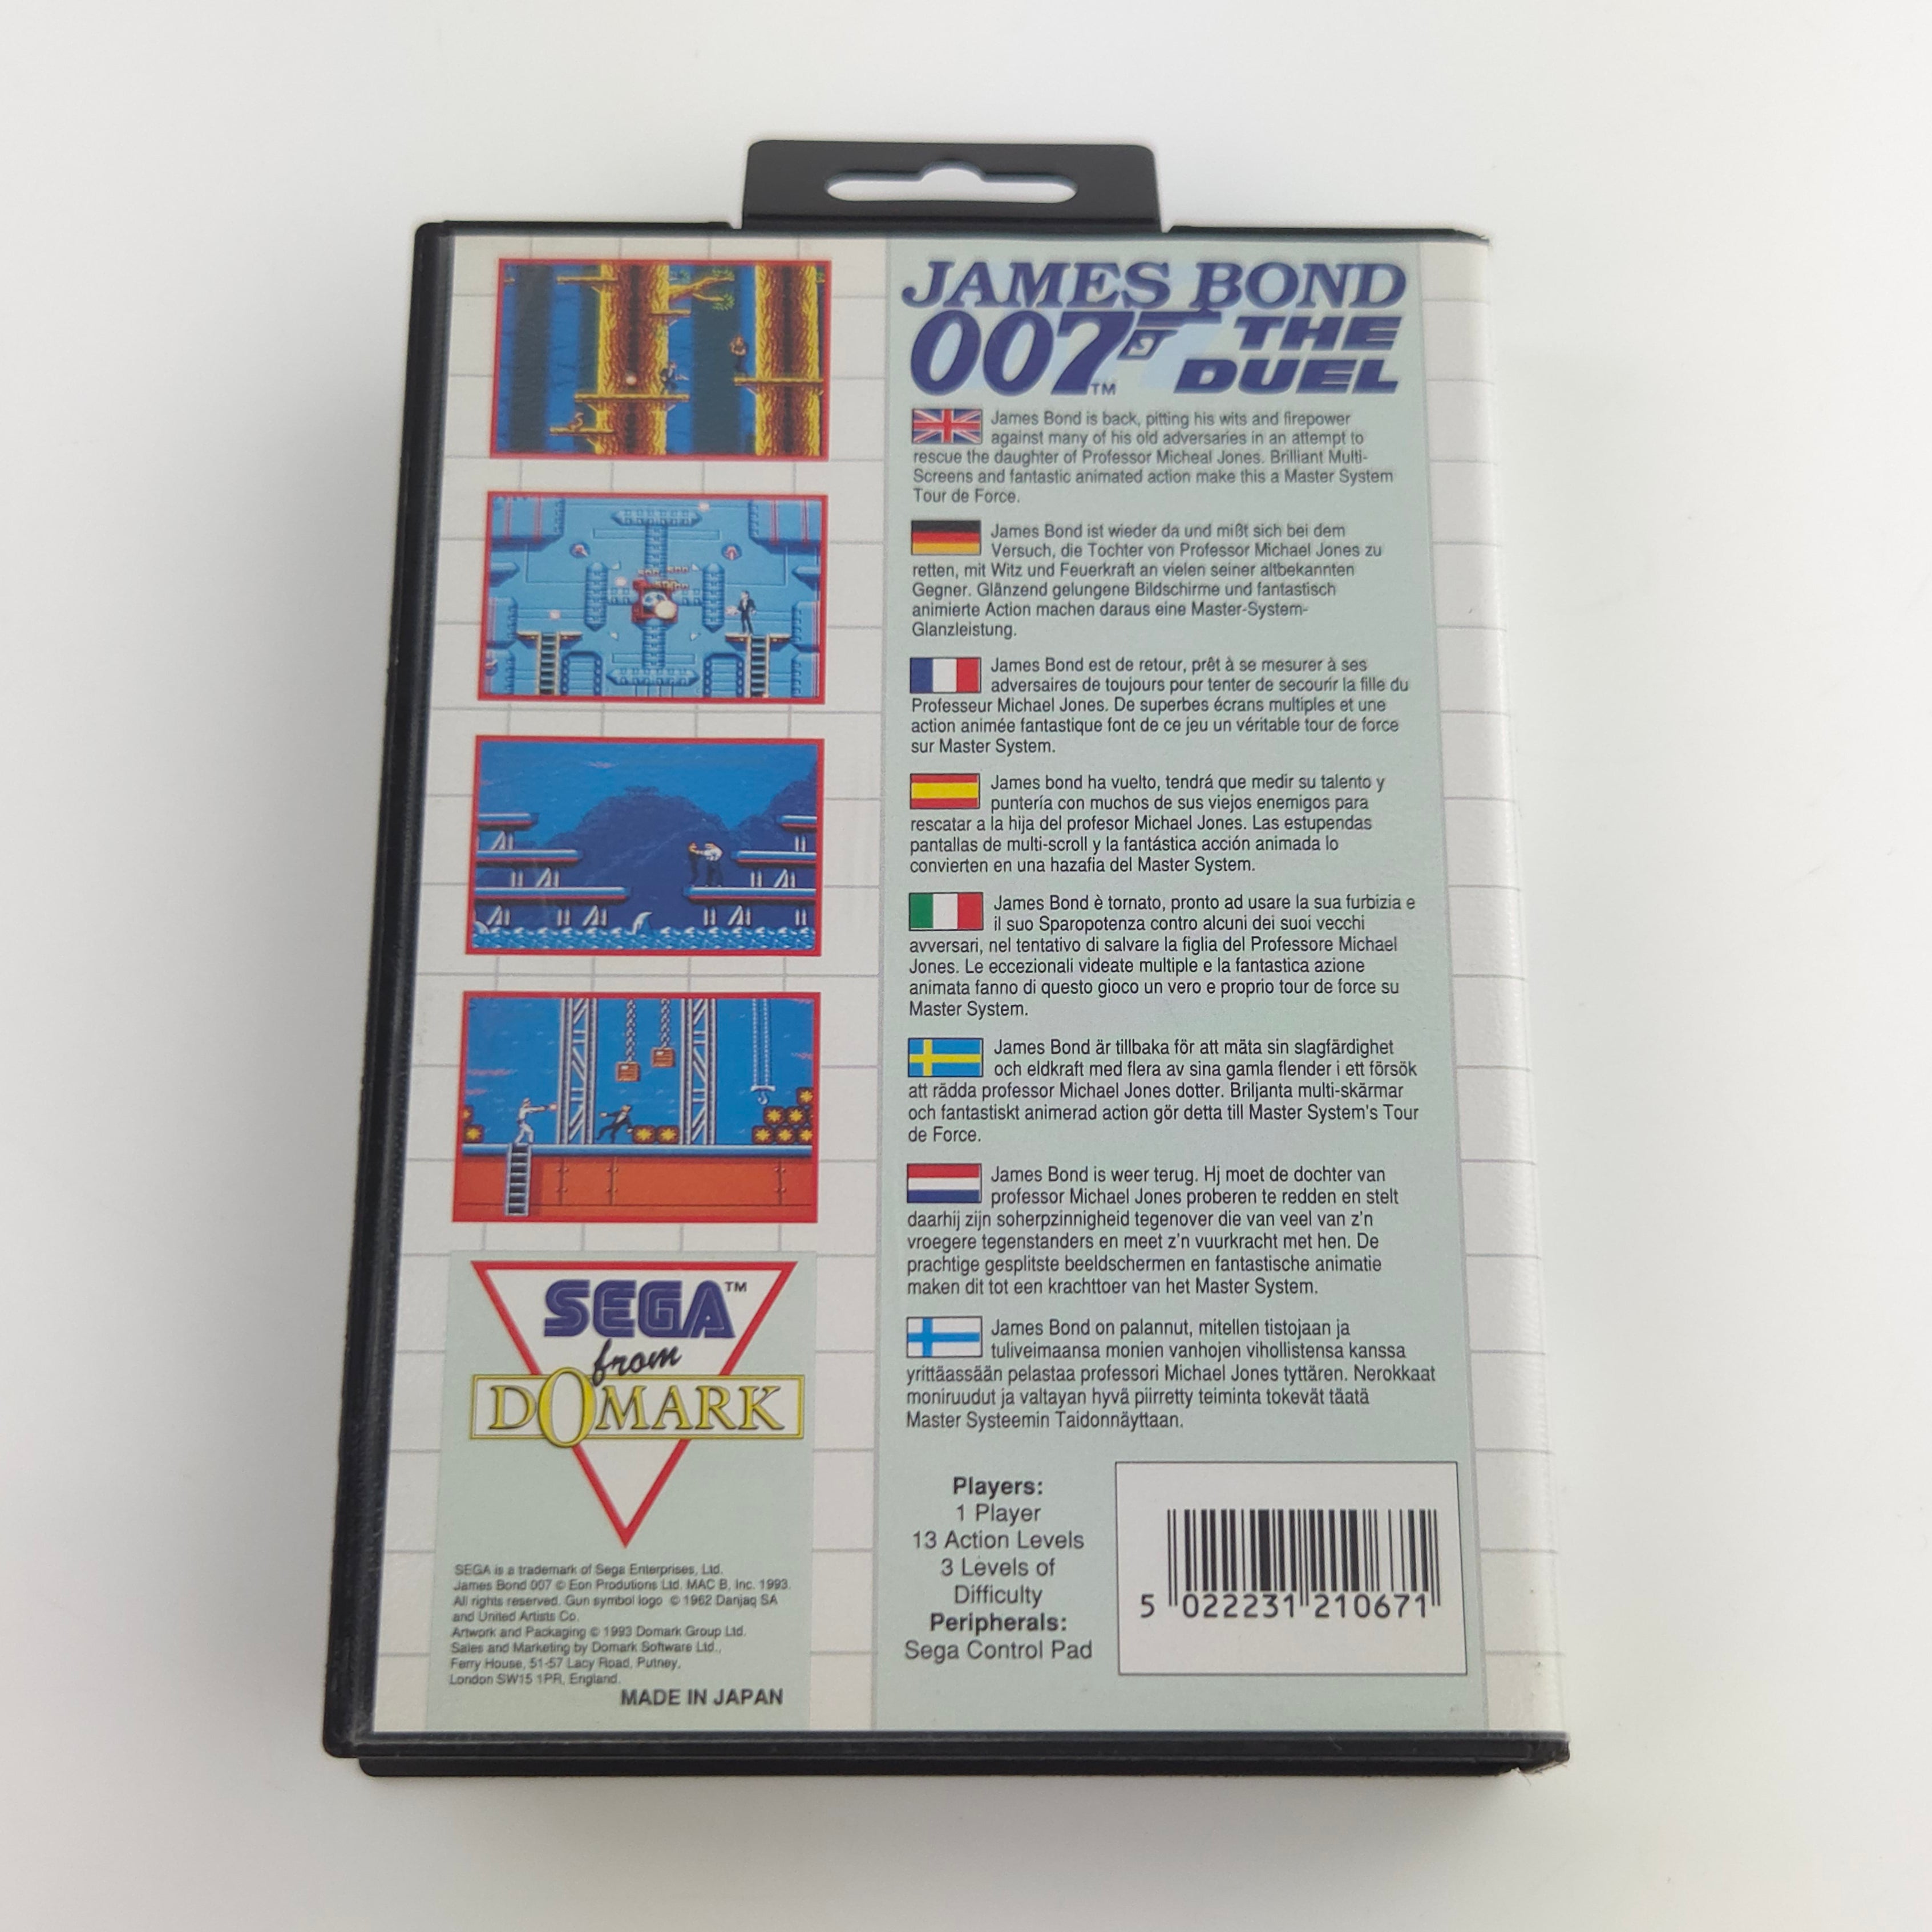 JAMES BOND
007 THE
TM DUEL
James Bond is back, pitting his wits and firepower
against many of his old adversaries in an attempt to
rescue the daughter of Professor Micheal Jones. Brilliant Multi-
Screens and fantastic animated action make this a Master System
Tour de Force.
James Bond ist wieder da und mißt sich bei dem
Versuch, die Tochter von Professor Michael Jones zu
retten, mit Witz und Feuerkraft an vielen seiner altbekannten
Gegner. Glänzend gelungene Bildschirme und fantastisch
animierte Action machen daraus eine Master-System-
Glanzleistung.
James Bond est de retour, prêt à se mesurer à ses
adversaires de toujours pour tenter de secourir la fille du
Professeur Michael Jones. De superbes écrans multiples et une
action animée fantastique font de ce jeu un véritable tour de force
sur Master System.
James bond ha vuelto, tendrá que medir su talento y
puntería con muchos de sus viejos enemigos para
rescatar a la hija del profesor Michael Jones. Las estupendas
pantallas de multi-scroll y la fantástica acción animada lo
convierten en una hazafia del Master System.
James Bond è tornato, pronto ad usare la sua furbizia e
il suo Sparopotenza contro alcuni dei suoi vecchi
avversari, nel tentativo di salvare la figlia del Professore Michael
Jones. Le eccezionali videate multiple e la fantastica azione
animata fanno di questo gioco un vero e proprio tour de force su
Master System.
James Bond är tillbaka för att mäta sin slagfärdighet
och eldkraft med flera av sina gamla flender i ett försök
att rädda professor Michael Jones dotter. Briljanta multi-skärmar
och fantastiskt animerad action gör detta till Master System's Tour
de Force.
James Bond is weer terug. Hj moet de dochter van
professor Michael Jones proberen te redden en stelt
daarhij zijn soherpzinnigheid tegenover die van veel van z'n
vroegere tegenstanders en meet z'n vuurkracht met hen. De
prachtige gesplitste beeldschermen en fantastische animatie
maken dit tot een krachttoer van het Master System.
James Bond on palannut, mitellen tistojaan ja
tuliveimaansa monien vanhojen vihollistensa kanssa
yrittäassään pelastaa professori Michael Jones tyttären. Nerokkaat
moniruudut ja valtayan hyvä piirretty teiminta tokevät täatä
Master Systeemin Taidonnäyttaan.
Players:
1 Player
13 Action Levels
3 Levels of
Difficulty
Peripherals:
Sega Control Pad
5 022231 210671
SEGA™
from
DOMARK
SEGA is a trademark of Sega Enterprises, Ltd.
James Bond 007 © Eon Produtions Ltd. MAC B, Inc. 1993.
All rights reserved. Gun symbol logo © 1962 Danjaq SA
and United Artists Co.
Artwork and Packaging © 1993 Domark Group Ltd.
Sales and Marketing by Domark Software Ltd.,
Ferry House, 51-57 Lacy Road, Putney,
London SW15 1PR, England.
MADE IN JAPAN